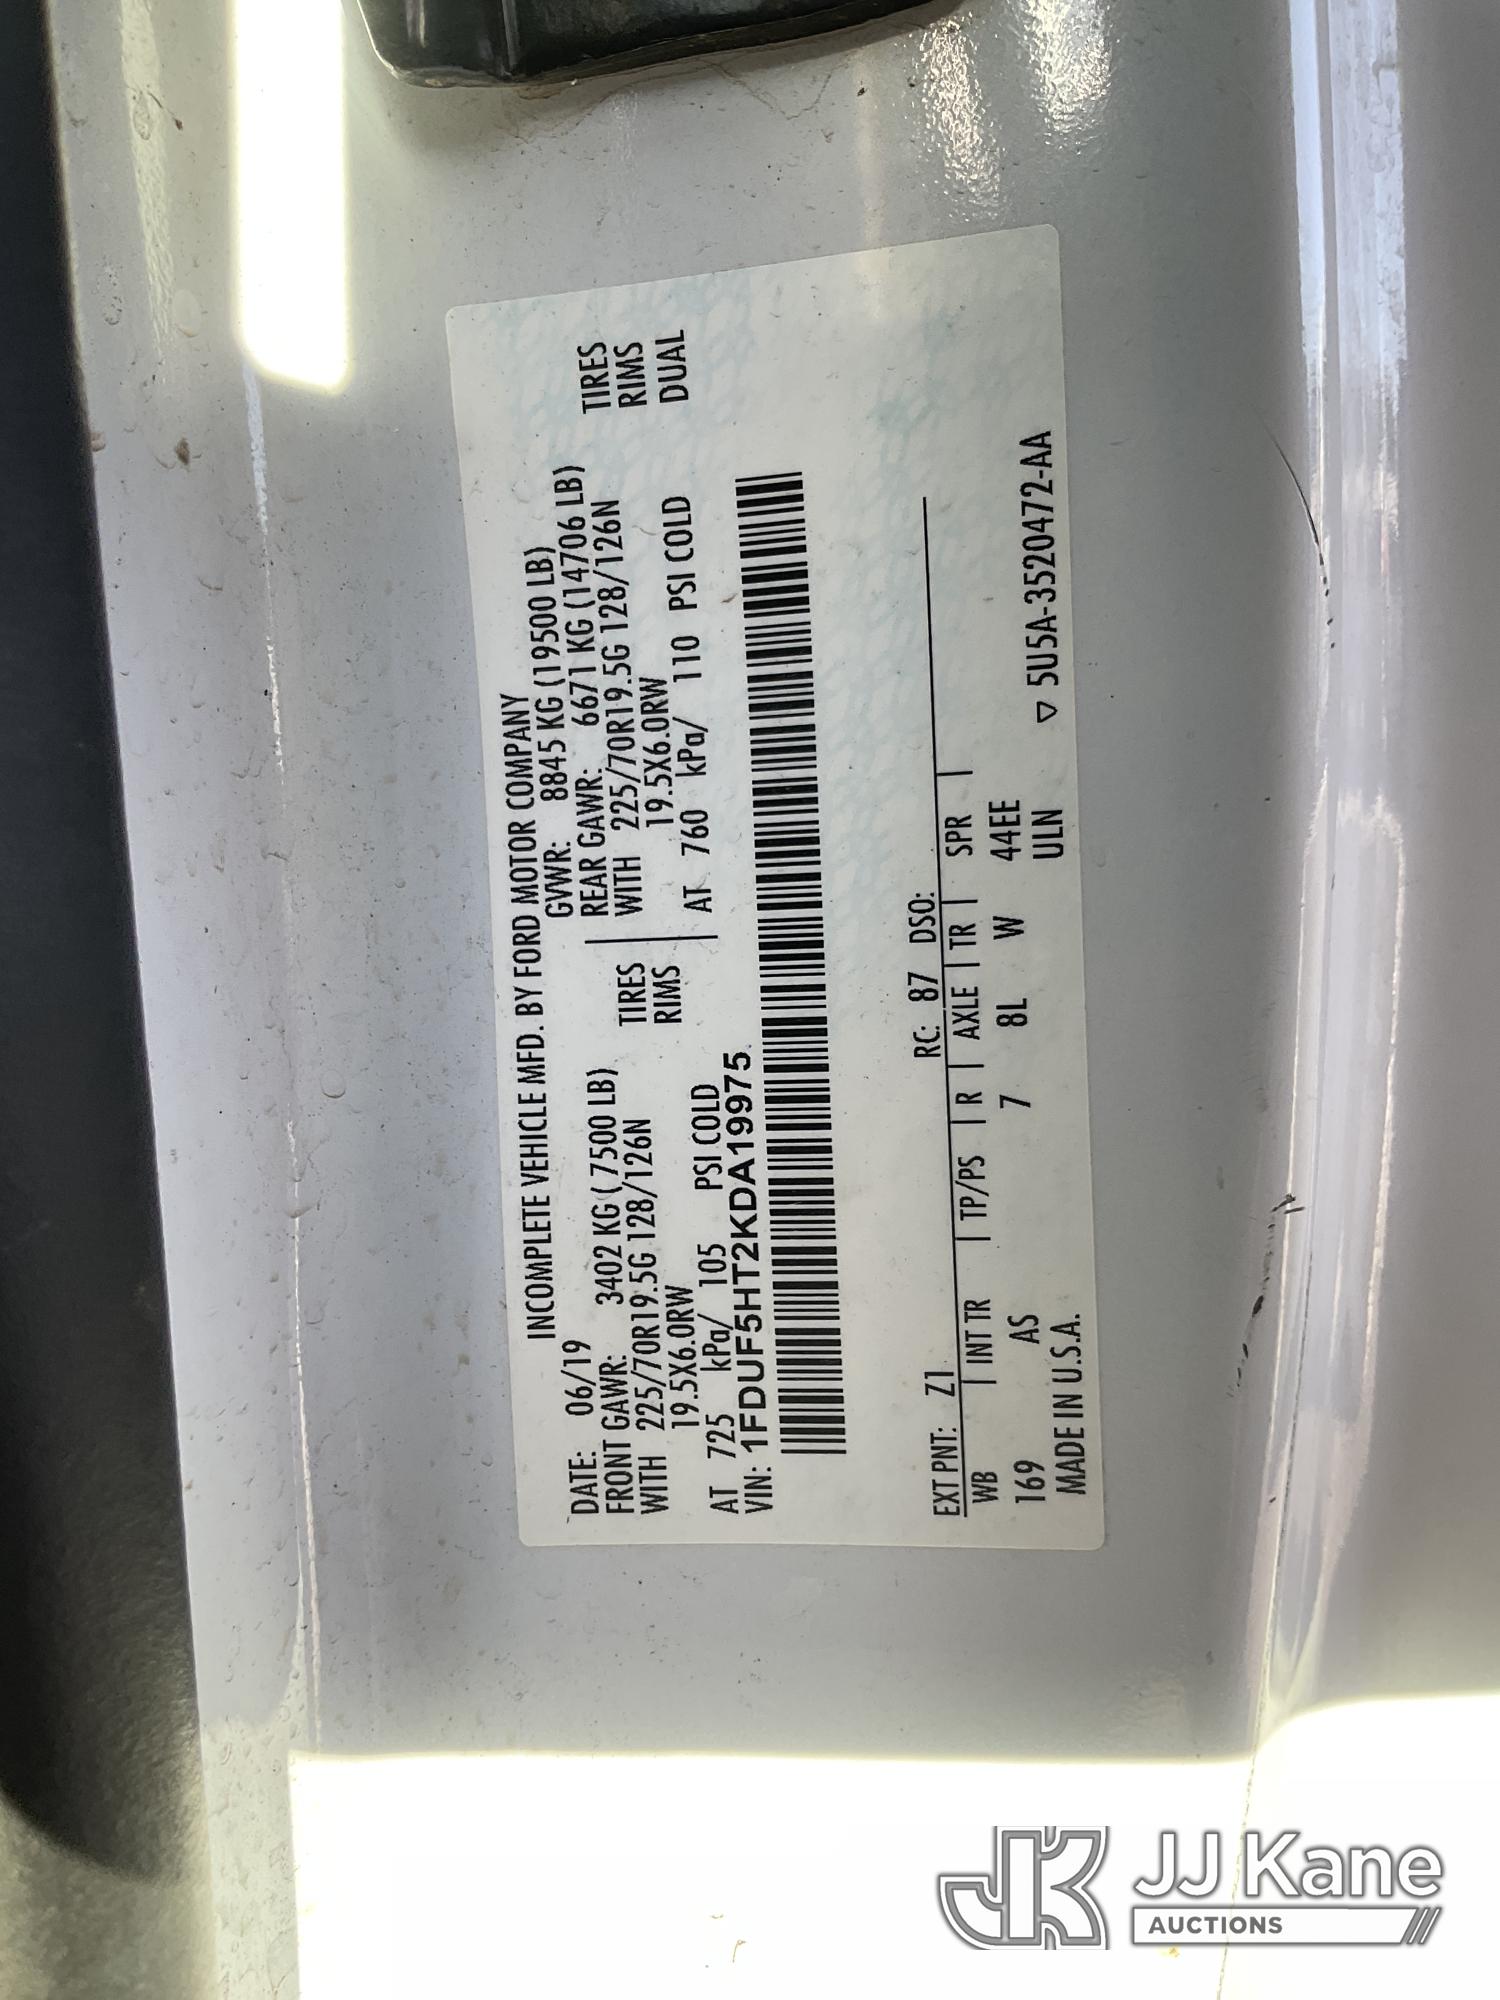 INCOMPLETE VEHICLE MFD. BY FORD MOTOR COMPANY
DATE: 06/19 GVWR: 8845 KG (19500 LB)
FRONT GAWR: 3402 KG ( 7500 LB) REAR GAWR: 6671 KG (14706 LB)
WITH 225/70R19.5G 128/126N TIRES WITH 225/70R19.5G 128/126N TIRES
19.5X6.0RW RIMS 19.5X6.0RW RIMS
AT 725 kPa/ 105 PSI COLD AT 760 kPa/ 110 PSI COLD DUAL
VIN: 1FDUF5HT2KDA19975
EXT PNT: Z1 RC: 87 DSO:
WB | INT TR | TP/PS | R | AXLE | TR | SPR |
169 AS 7 8L W 44EE
MADE IN U.S.A. ULN ▽ 5U5A-3520472-AA
JK JJ Kane
AUCTIONS